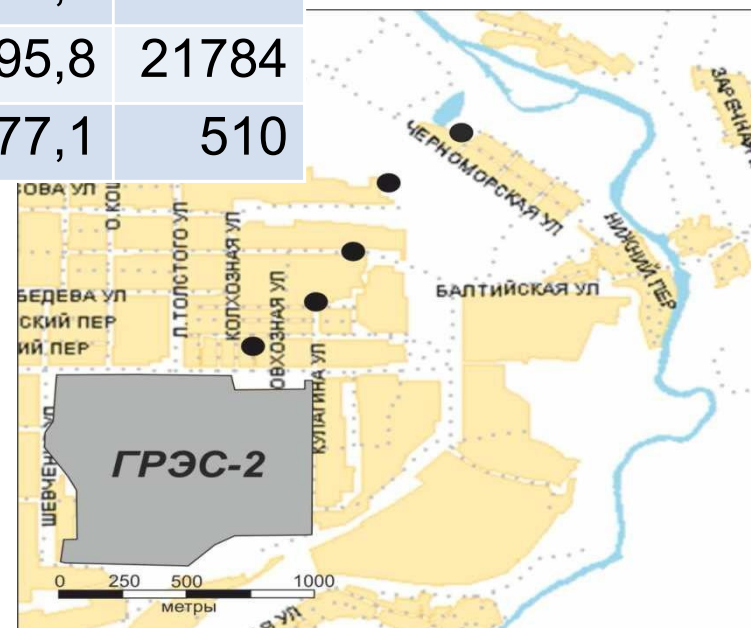 95,8 21784
77,1 510
ЧЕРНОМОРСКАЯ УЛ
ЗАРЕЧНАЯ
НИЖНИЙ ПЕР
БАЛТИЙСКАЯ УЛ
СОВА УЛ
О.КОШ
Л.ТОЛСТОГО УЛ
КОЛХОЗНАЯ УЛ
ОВХОЗНАЯ УЛ
БЕДЕВА УЛ
СКИЙ ПЕР
ИЙ ПЕР
КУЛАГИНА УЛ
ШЕВЧЕН УЛ
ГРЭС-2
0 250 500 1000
метры
УЛ